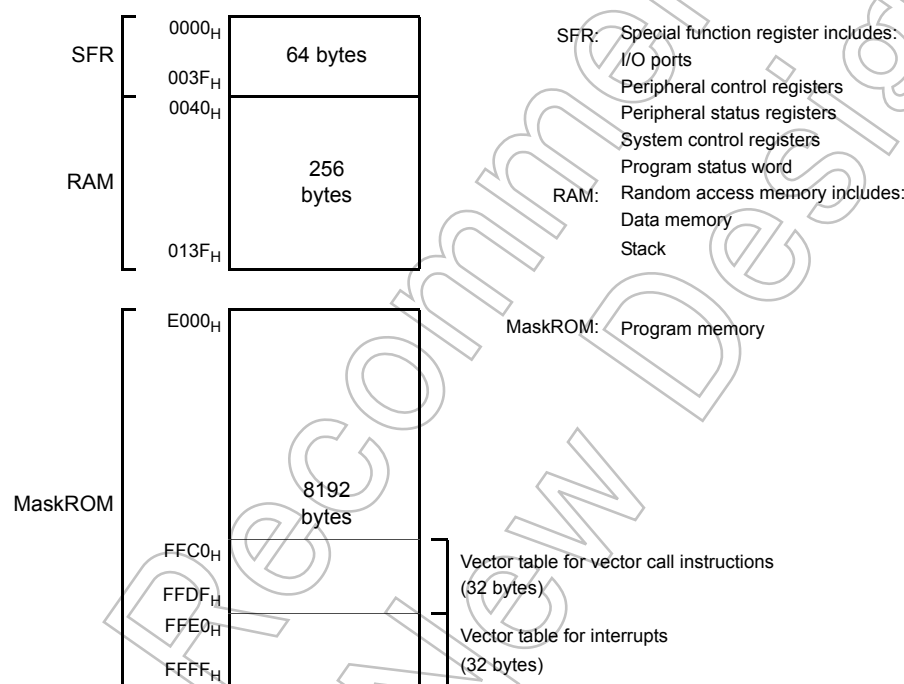 0000H
SFR
64 bytes
003FH
0040H
RAM
256
bytes
013FH
E000H
MaskROM
8192
bytes
FFC0H
FFDFH
FFE0H
FFFFH
Vector table for vector call instructions
(32 bytes)
Vector table for interrupts
(32 bytes)
SFR: Special function register includes:
I/O ports
Peripheral control registers
Peripheral status registers
System control registers
Program status word
RAM: Random access memory includes:
Data memory
Stack
MaskROM: Program memory
Recomme
New Desig